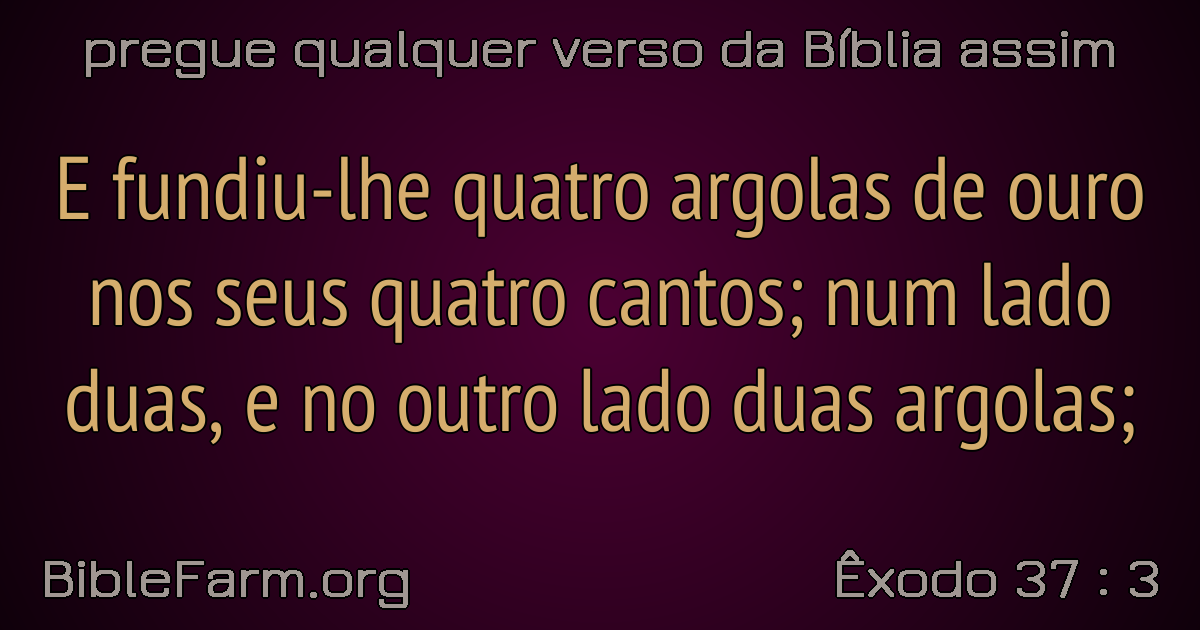 pregue qualquer verso da Bíblia assim
E fundiu-lhe quatro argolas de ouro
nos seus quatro cantos; num lado
duas, e no outro lado duas argolas;
BibleFarm.org
Êxodo 37 : 3